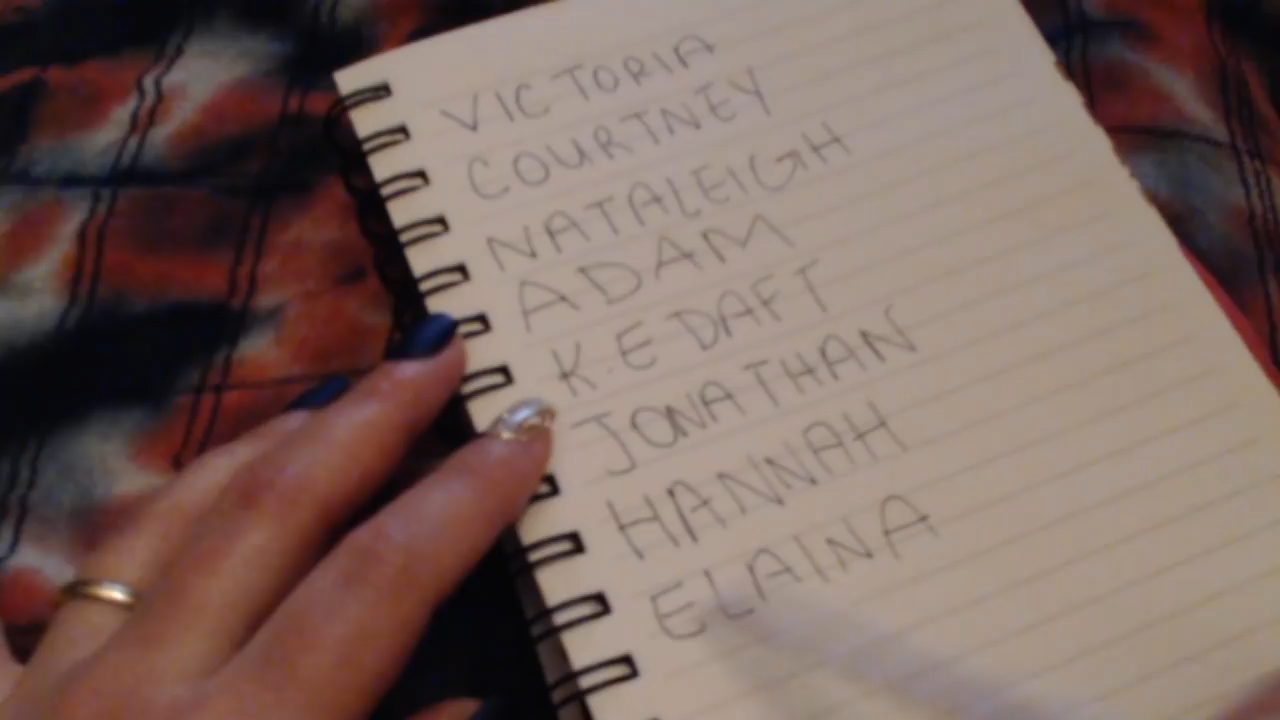 VICTORIA
COURTNEY
NATALEIGH
ADAM
K.E DAFT
JONATHAN
HANNAH
ELAINA